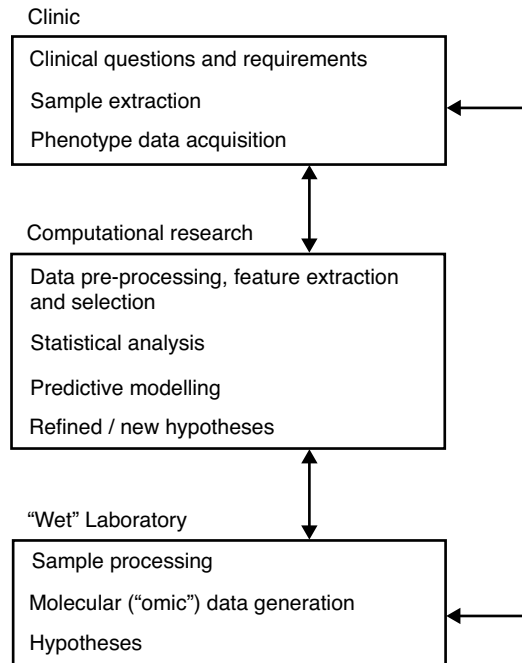 Clinic
Clinical questions and requirements
Sample extraction
Phenotype data acquisition
Computational research
Data pre-processing, feature extraction
and selection
Statistical analysis
Predictive modelling
Refined / new hypotheses
“Wet” Laboratory
Sample processing
Molecular (“omic”) data generation
Hypotheses